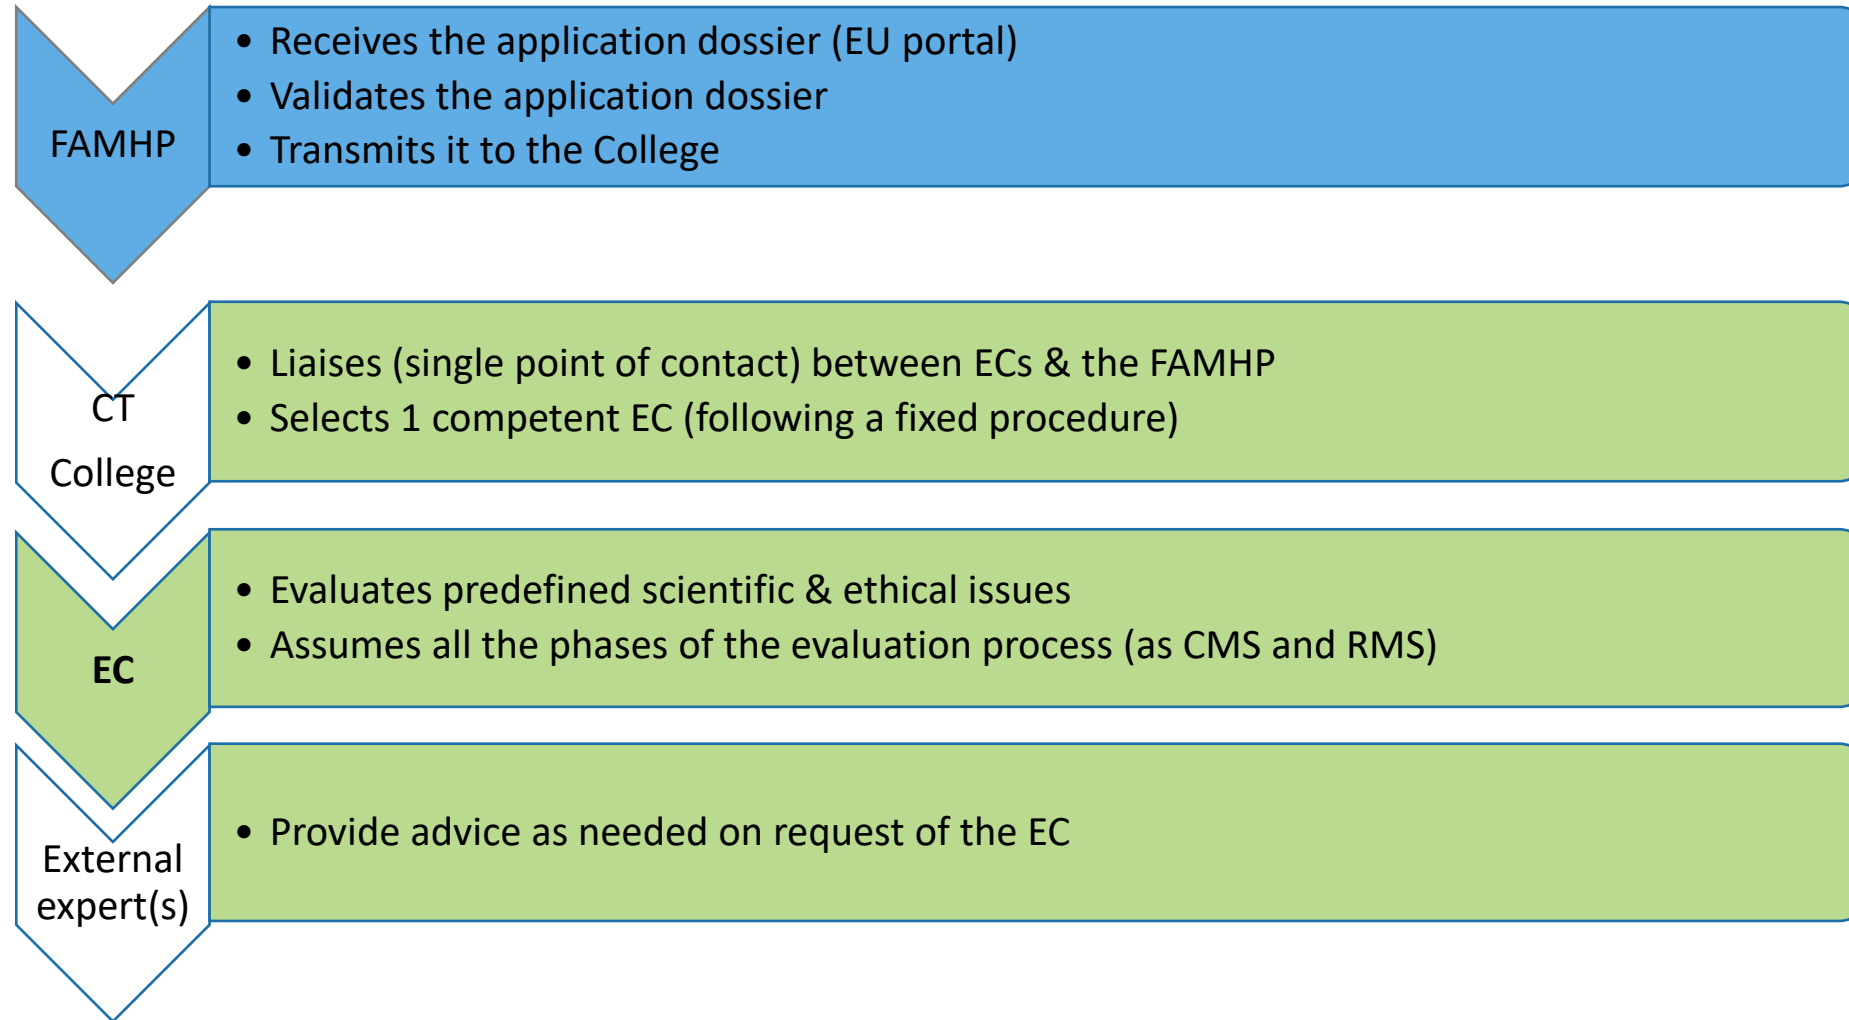 FAMHP
• Receives the application dossier (EU portal)
• Validates the application dossier
• Transmits it to the College
CT
College
• Liaises (single point of contact) between ECs & the FAMHP
• Selects 1 competent EC (following a fixed procedure)
EC
• Evaluates predefined scientific & ethical issues
• Assumes all the phases of the evaluation process (as CMS and RMS)
External
expert(s)
• Provide advice as needed on request of the EC